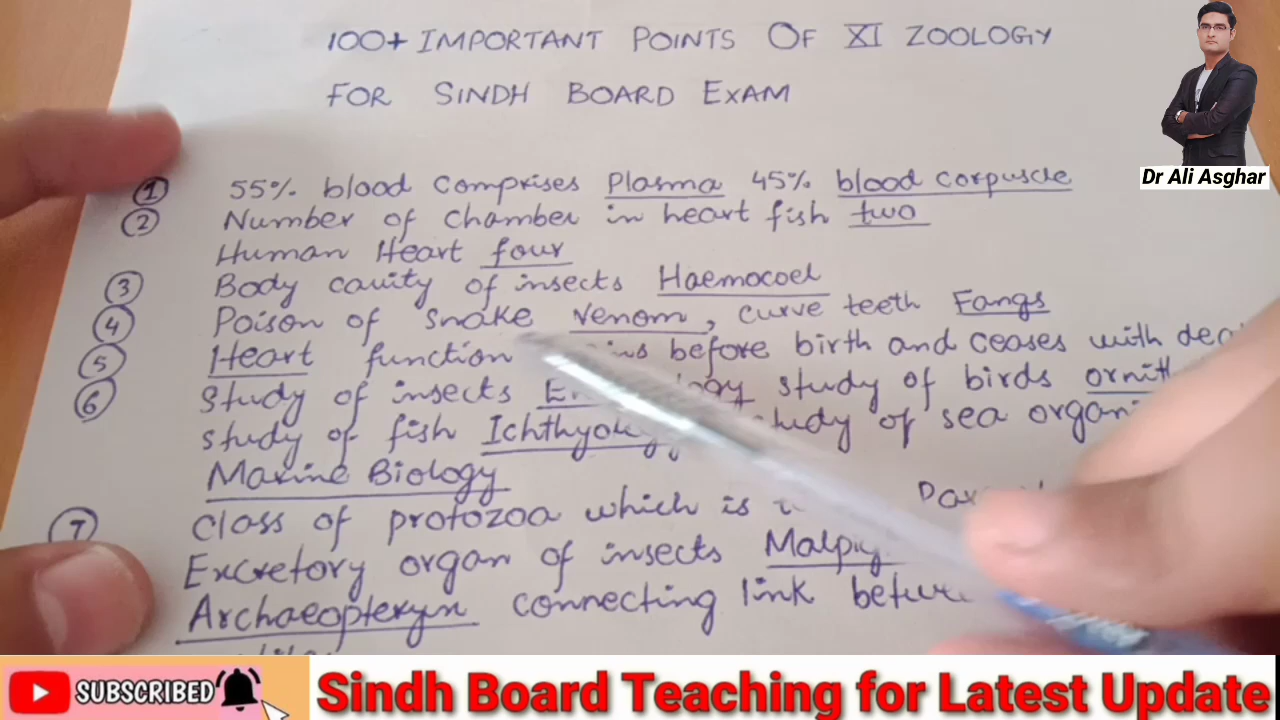 100+ IMPORTANT POINTS OF XI ZOOLOGY
FOR SINDH BOARD EXAM
Dr Ali Asghar
① 55% blood comprises Plasma 45% blood corpuscle
② Number of chamber in heart fish two
Human Heart four
③ Body cavity of insects Haemocoel
④ Poison of snake venom, curve teeth Fangs
⑤ Heart function before birth and ceases with
⑥ Study of insects study of birds
study of fish study of sea
Marine Biology
⑦ Class of protozoa which is
Excretory organ of insects
Archaeopteryn connecting link
SUBSCRIBED
Sindh Board Teaching for Latest Update